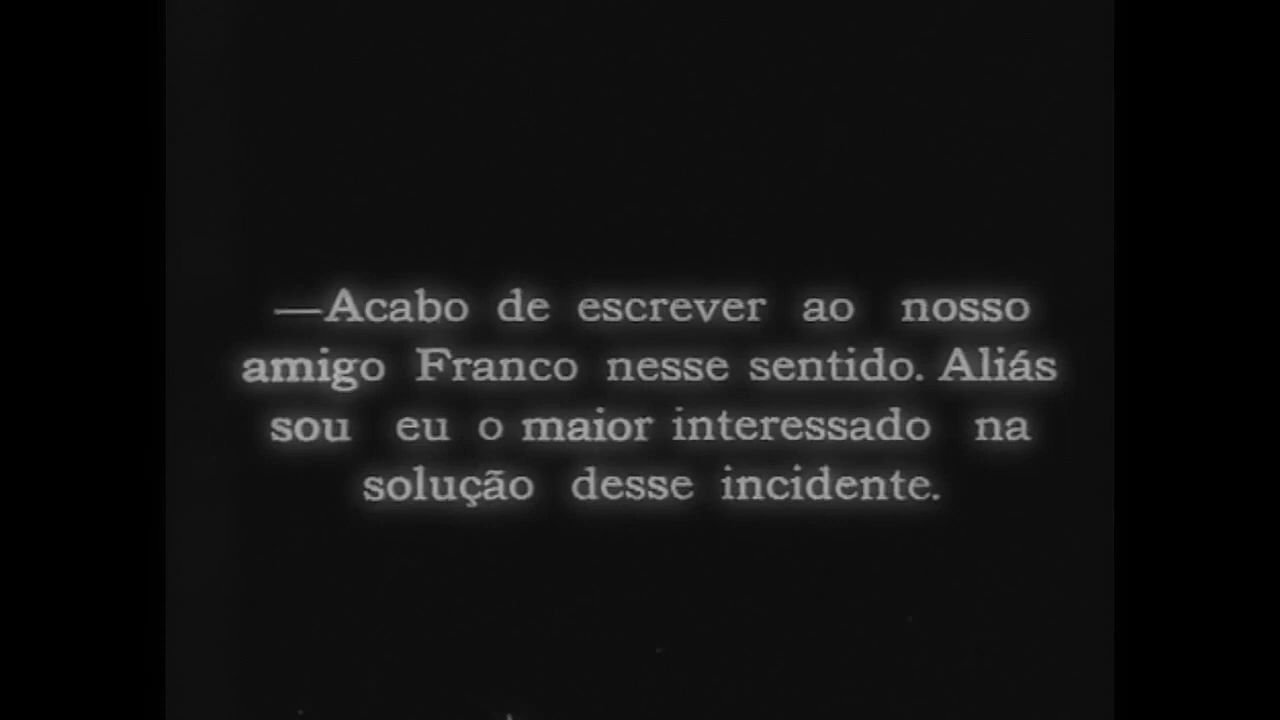 —Acabo de escrever ao nosso
amigo Franco nesse sentido. Aliás
sou eu o maior interessado na
solução desse incidente.